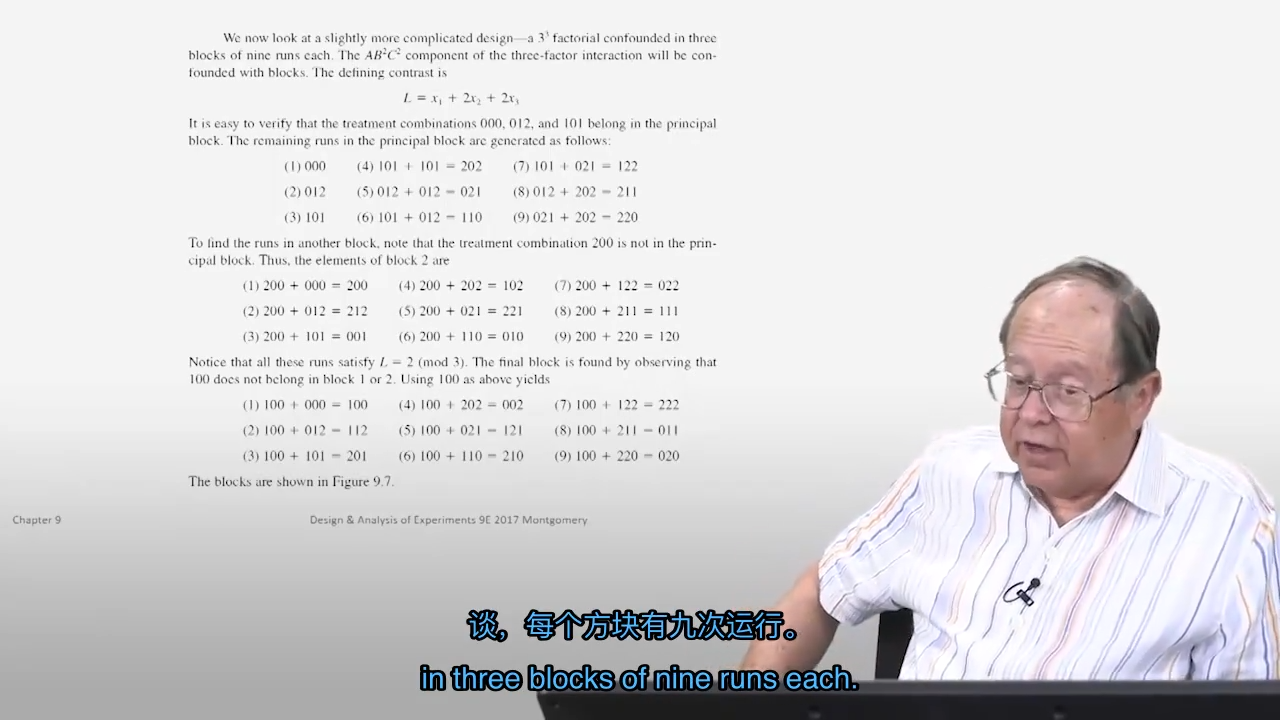 We now look at a slightly more complicated design—a 3³ factorial confounded in three
blocks of nine runs each. The AB²C² component of the three-factor interaction will be con-
founded with blocks. The defining contrast is
L = x₁ + 2x₂ + 2x₃
It is easy to verify that the treatment combinations 000, 012, and 101 belong in the principal
block. The remaining runs in the principal block are generated as follows:
(1) 000 (4) 101 + 101 = 202 (7) 101 + 021 = 122
(2) 012 (5) 012 + 012 = 021 (8) 012 + 202 = 211
(3) 101 (6) 101 + 012 = 110 (9) 021 + 202 = 220
To find the runs in another block, note that the treatment combination 200 is not in the prin-
cipal block. Thus, the elements of block 2 are
(1) 200 + 000 = 200 (4) 200 + 202 = 102 (7) 200 + 122 = 022
(2) 200 + 012 = 212 (5) 200 + 021 = 221 (8) 200 + 211 = 111
(3) 200 + 101 = 001 (6) 200 + 110 = 010 (9) 200 + 220 = 120
Notice that all these runs satisfy L = 2 (mod 3). The final block is found by observing that
100 does not belong in block 1 or 2. Using 100 as above yields
(1) 100 + 000 = 100 (4) 100 + 202 = 002 (7) 100 + 122 = 222
(2) 100 + 012 = 112 (5) 100 + 021 = 121 (8) 100 + 211 = 011
(3) 100 + 101 = 201 (6) 100 + 110 = 210 (9) 100 + 220 = 020
The blocks are shown in Figure 9.7.
Chapter 9
Design & Analysis of Experiments 9E 2017 Montgomery
谈，每个方块有九次运行。
in three blocks of nine runs each.